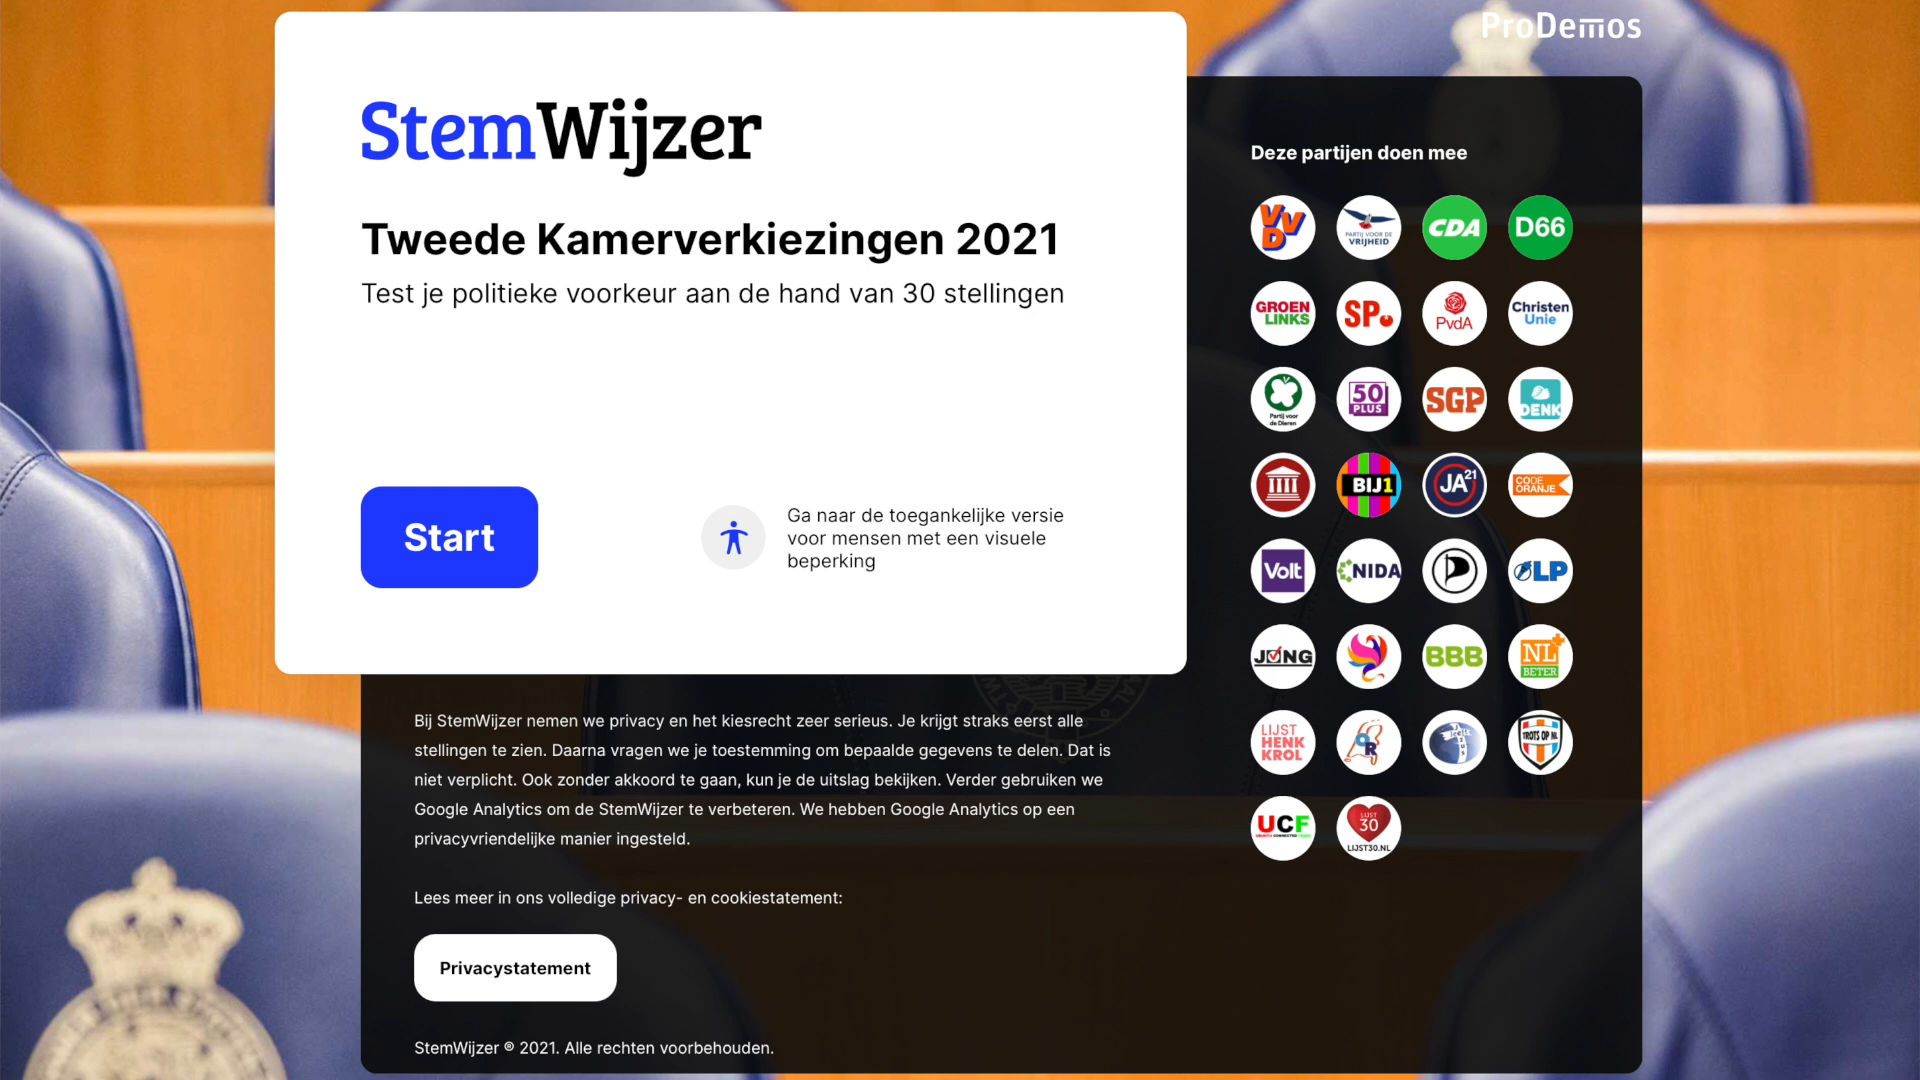 ProDemos
StemWijzer
Tweede Kamerverkiezingen 2021
Test je politieke voorkeur aan de hand van 30 stellingen
Start
Ga naar de toegankelijke versie
voor mensen met een visuele
beperking
Deze partijen doen mee
VVD
PARTIJ VOOR DE
VRIJHEID
CDA
D66
GROEN
LINKS
SP
PvdA
Christen
Unie
Partij voor
de Dieren
50
PLUS
SGP
DENK
BIJ1
JA21
CODE
ORANJE
Volt
NIDA
LP
JONG
BBB
NL
BETER
LIJST
HENK
KROL
OR
TROTS OP NL
UCF
LIJST
30
LIJST30.NL
Bij StemWijzer nemen we privacy en het kiesrecht zeer serieus. Je krijgt straks eerst alle
stellingen te zien. Daarna vragen we je toestemming om bepaalde gegevens te delen. Dat is
niet verplicht. Ook zonder akkoord te gaan, kun je de uitslag bekijken. Verder gebruiken we
Google Analytics om de StemWijzer te verbeteren. We hebben Google Analytics op een
privacyvriendelijke manier ingesteld.
Lees meer in ons volledige privacy- en cookiestatement:
Privacystatement
StemWijzer ® 2021. Alle rechten voorbehouden.